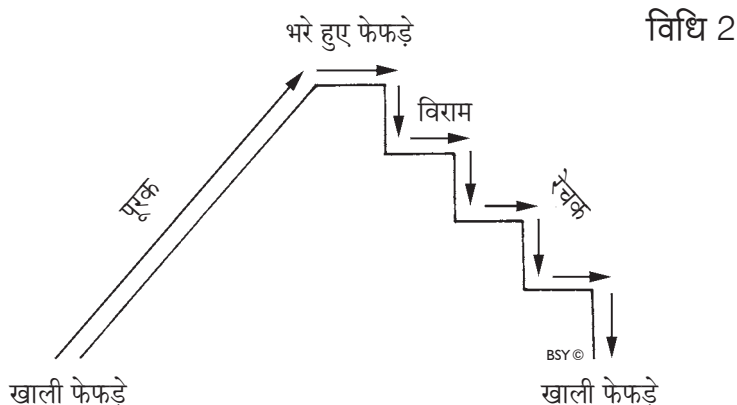 विधि 2
भरे हुए फेफड़े
विराम
पूरक
रेचक
BSY ©
खाली फेफड़े
खाली फेफड़े